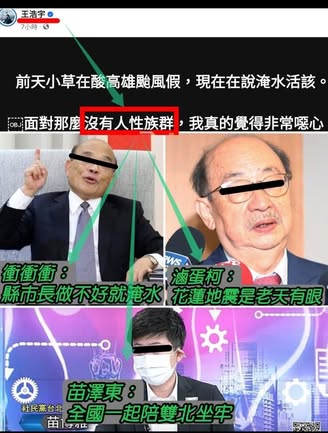 王浩宇
7小時
前天小草在酸高雄颱風假,現在在說淹水活該。
OBJ 面對那麼沒有人性族群,我真的覺得非常噁心
衝衝衝:
縣市長做不好就淹水
滷蛋柯:
花蓮地震是老天有眼
苗澤東:
全國一起陪雙北坐牢
社民黨台北